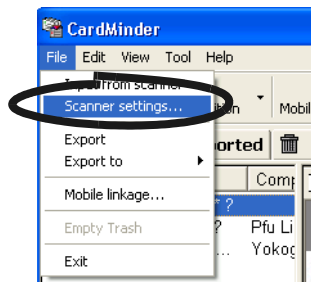 CardMinder
File Edit View Tool Help
Input from scanner
Scanner settings...
Mobil
Export
Export to
orted
Comp
Mobile linkage...
* ?
Empty Trash
? Pfu Li
... Yokog
Exit